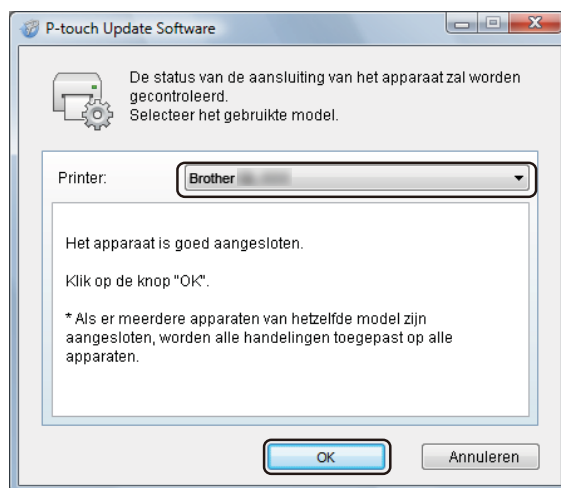 P-touch Update Software
De status van de aansluiting van het apparaat zal worden
gecontroleerd.
Selecteer het gebruikte model.
Printer:
Brother
Het apparaat is goed aangesloten.
Klik op de knop "OK".
* Als er meerdere apparaten van hetzelfde model zijn
aangesloten, worden alle handelingen toegepast op alle
apparaten.
OK
Annuleren